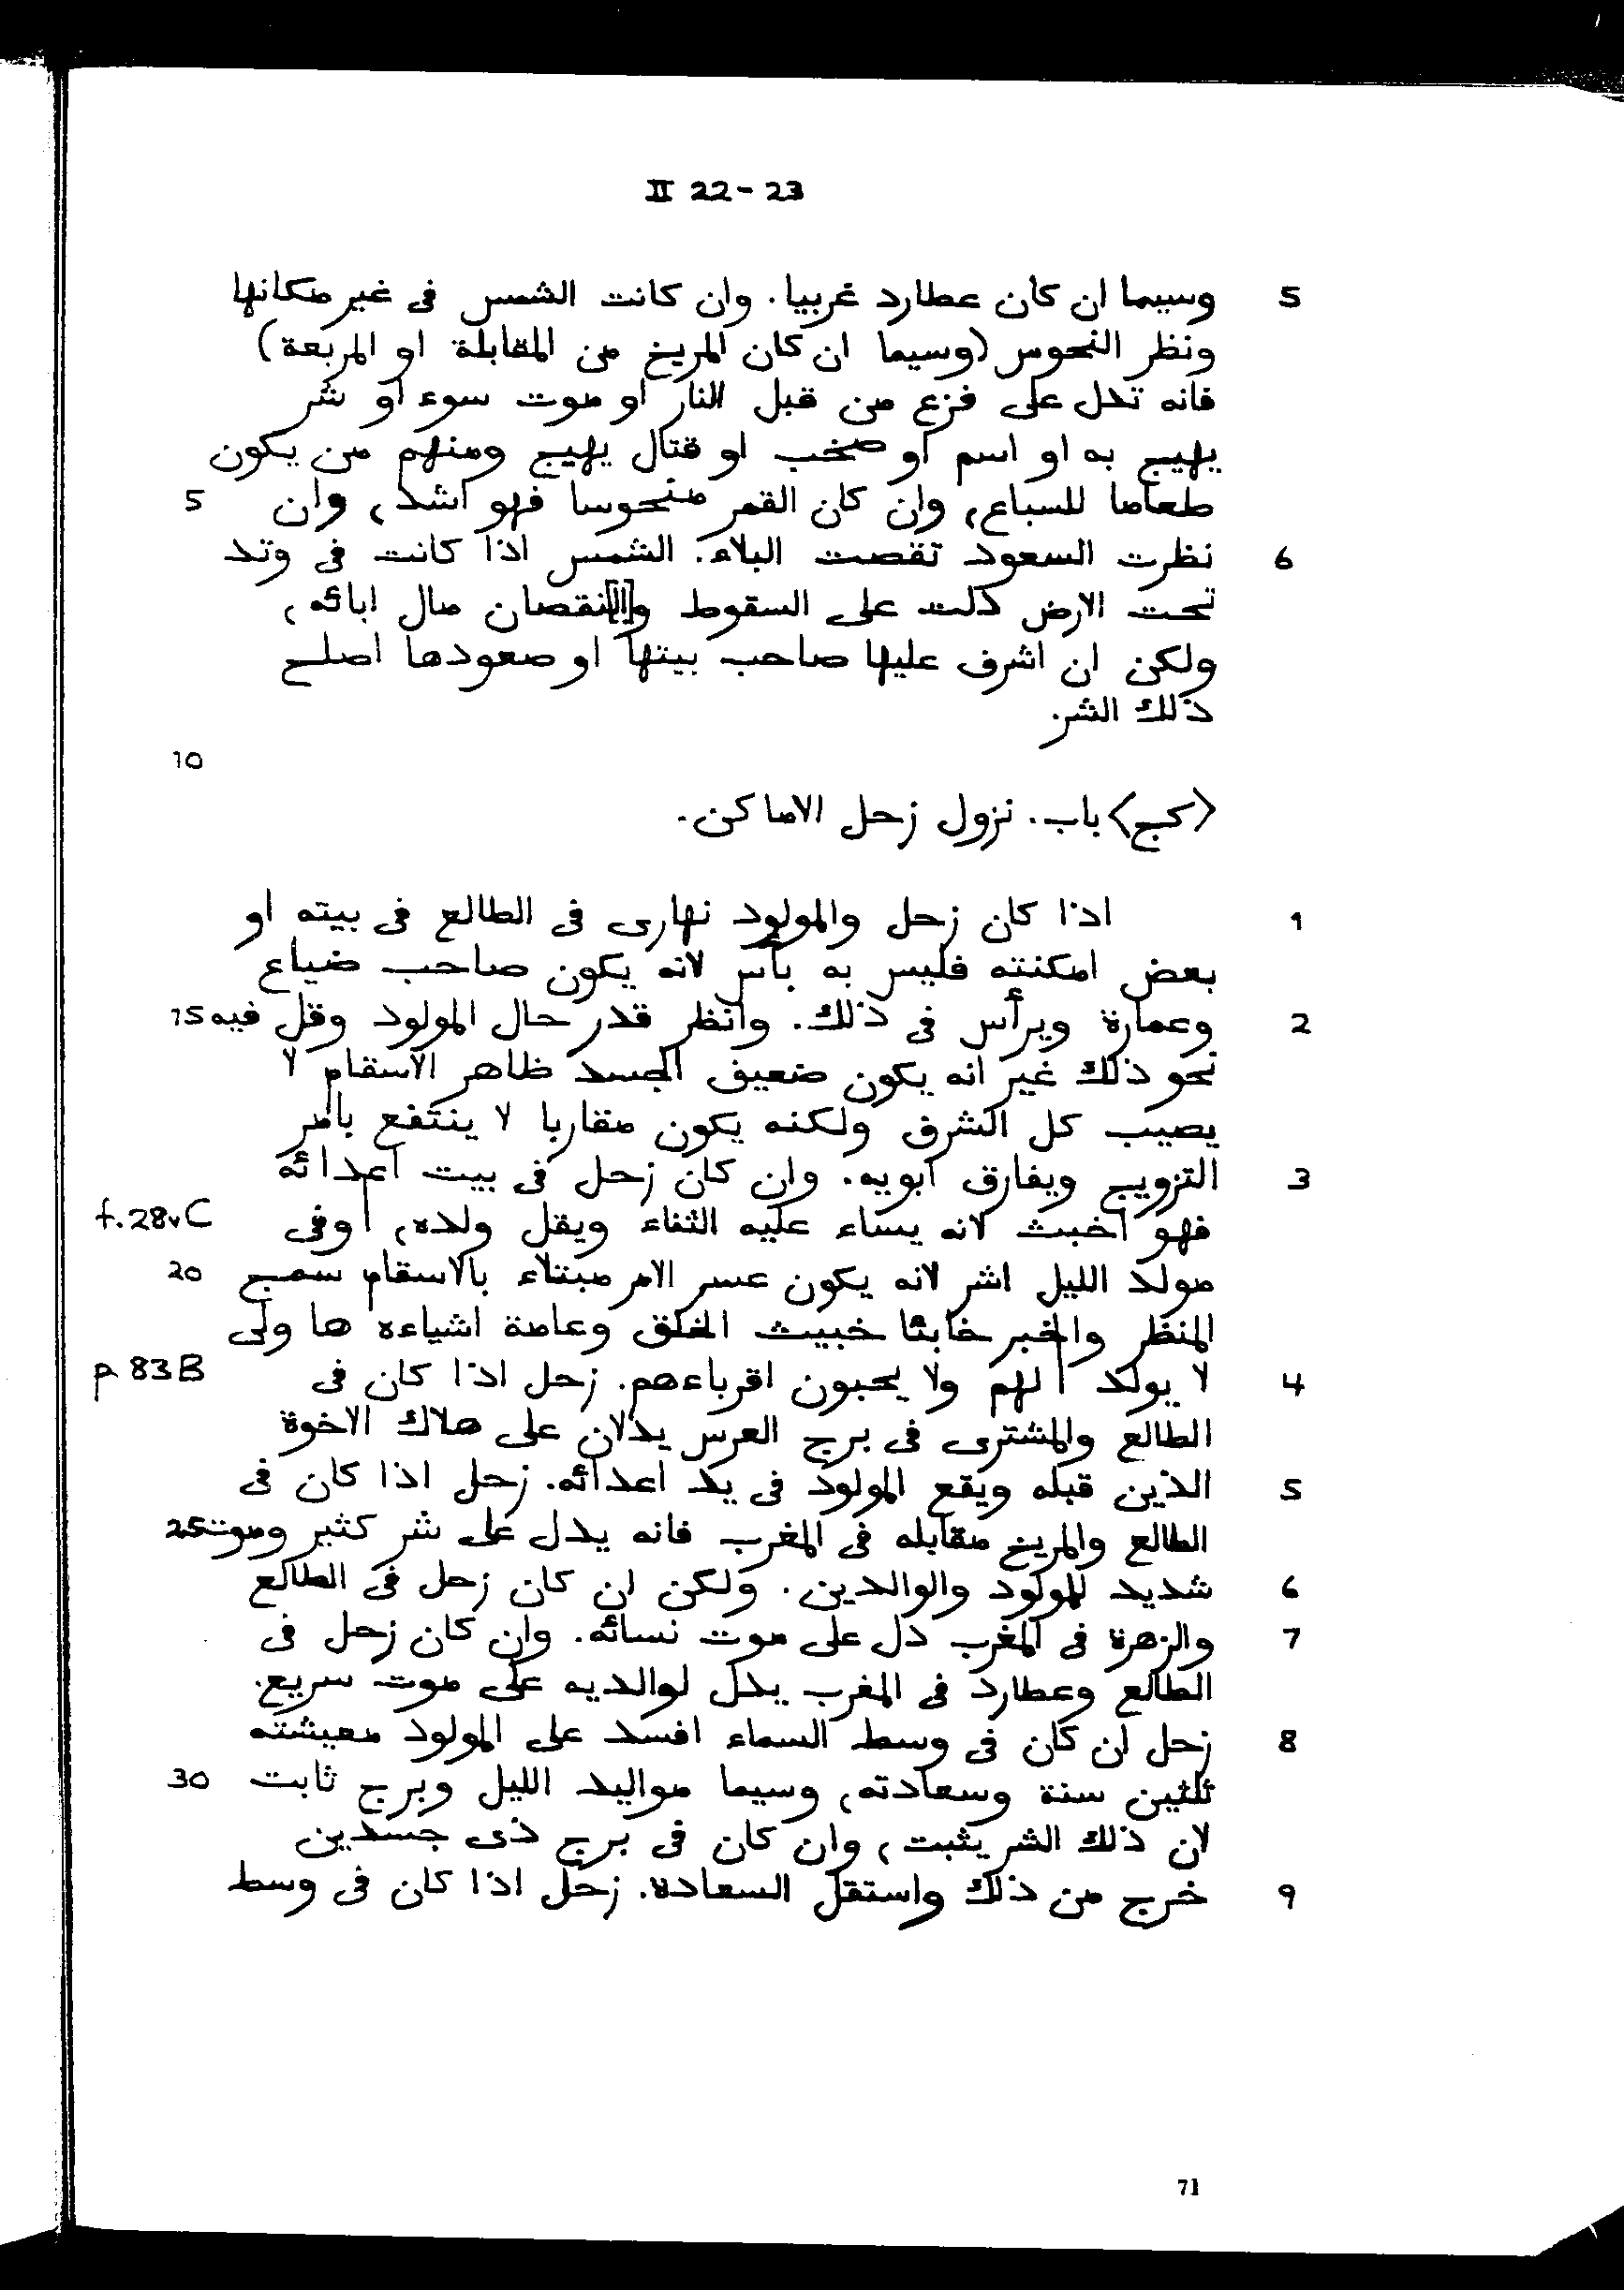 II 22-23
5 وسيما ان كان عطارد غربيا. وان كانت الشمس فى غير مكانها
ونظر النحوس (وسيما ان كان المريخ من المقابلة او المربعة)
فانه تدل على فزع من قبل النار او موت سوء او شر
يهيج به او اسم او صخب او قتال يهيج ومنهم من يكون
طعاما للسباع، وان كان القمر منحوسا فهو اشد، وان 5
6 نظرت السعود نقصت البلاء. الشمس اذا كانت فى وتد
تحت الارض دلت على السقوط و[ال]نقصان مال ابائه،
ولكن ان اشرف عليها صاحب بيتها او صعودها اصلح
ذلك الشر.
10
<كج> باب. نزول زحل الاماكن.
1 اذا كان زحل والمولود نهارى فى الطالع فى بيته او
بعض امكنته فليس به بأس لانه يكون صاحب ضياع
2 وعمارة ويرأس فى ذلك. وانظر قدر حال المولود وقل فيه 15
نحو ذلك غير انه يكون ضعيف الجسد ظاهر الاسقام لا
يصيب كل الشرف ولكنه يكون مقاربا لا ينتفع بامر
3 التزويج ويفارق ابويه. وان كان زحل فى بيت اعدائه
فهو اخبث لانه يساء عليه الثناء ويقل ولده، | وفى f.28v C
مولد الليل اشر لانه يكون عسر الامر مبتلاء بالاسقام سمج 20
المنظر والخبر خابثا خبيث الخلق وعامة اشياءه ها ولى
4 لا يولد | لهم ولا يحبون اقرباءهم. زحل اذا كان فى p 83 B
الطالع والمشترى فى برج العرس يدلان على هلاك الاخوة
5 الذين قبله ويقع المولود فى يد اعدائه. زحل اذا كان فى
الطالع والمريخ مقابله فى المغرب فانه يدل على شر كثير وموت 25
6 شديد للمولود والوالدين. ولكن ان كان زحل فى الطالع
7 والزهرة فى المغرب دل على موت نسائه. وان كان زحل فى
الطالع وعطارد فى المغرب يدل لوالديه على موت سريع.
8 زحل ان كان فى وسط السماء افسد على المولود معيشته
ثلثين سنة وسعادته، وسيما مواليد الليل وبرج ثابت 30
لان ذلك الشر يثبت، وان كان فى برج ذى جسدين
9 خرج من ذلك واستقل السعادة. زحل اذا كان فى وسط
71